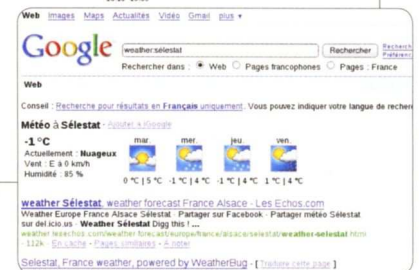 Web Images Maps Actualités Vidéo Gmail plus ▼
Google
weather:sélestat
Rechercher
Rechercher dans : Web Pages francophones Pages : France
Web
Conseil : Recherche pour résultats en Français uniquement. Vous pouvez indiquer votre langue de recher
Météo à Sélestat - Ajouter à iGoogle
-1 °C
Actuellement : Nuageux
Vent : E à 0 km/h
Humidité : 85 %
mar. mer. jeu. ven.
0 °C | 5 °C -1 °C | 4 °C -1 °C | 4 °C 1 °C | 4 °C
weather Sélestat, weather forecast France Alsace - Les Echos.com
Weather Europe France Alsace Sélestat · Partager sur Facebook · Partager météo Sélestat
sur del.icio.us · Weather Sélestat Digg this ! ...
weather.lesechos.com/weather-forecast/europe/france/alsace/selestat/weather-selestat.html
- 112k - En cache - Pages similaires - À noter
Selestat, France weather, powered by WeatherBug - [ Traduire cette page ]